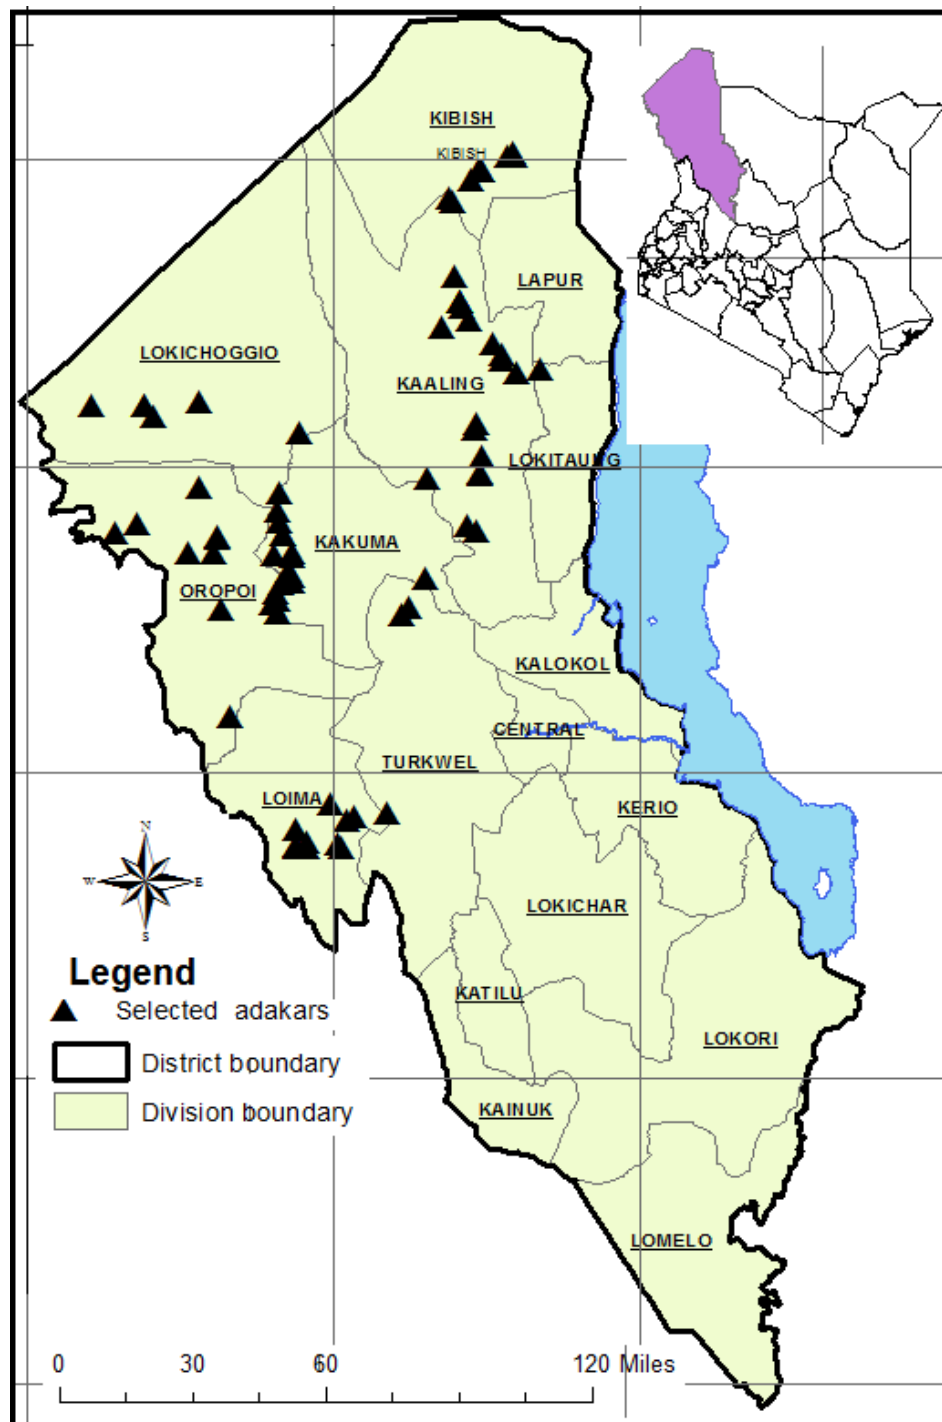 KIBISH
KIBISH
LAPUR
LOKICHOGGIO
KAALING
LOKITAUNG
KAKUMA
OROPOI
KALOKOL
CENTRAL
TURKWEL
LOIMA
KERIO
N
W E
S
LOKICHAR
Legend
KATILU
Selected adakars
LOKORI
District boundary
Division boundary
KAINUK
LOMELO
0 30 60 120 Miles